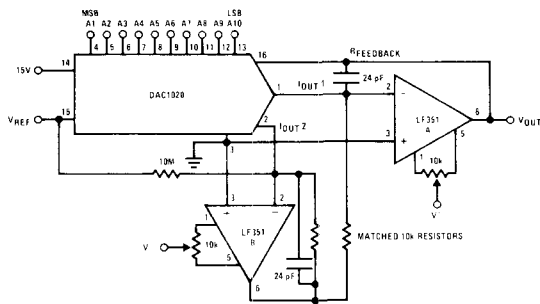 MSB LSB
A1 A2 A3 A4 A5 A6 A7 A8 A9 A10
4 5 6 7 8 9 10 11 12 13
16
RFEEDBACK
15V
14
24 pF
DAC1020
1
IOUT 1
2
-
LF351
A
6
VOUT
VREF
15
2
IOUT 2
3
+
1
5
10k
3
10M
V-
3
2
+
-
1
LF351
B
MATCHED 10k RESISTORS
V-
10k
5
24 pF
6